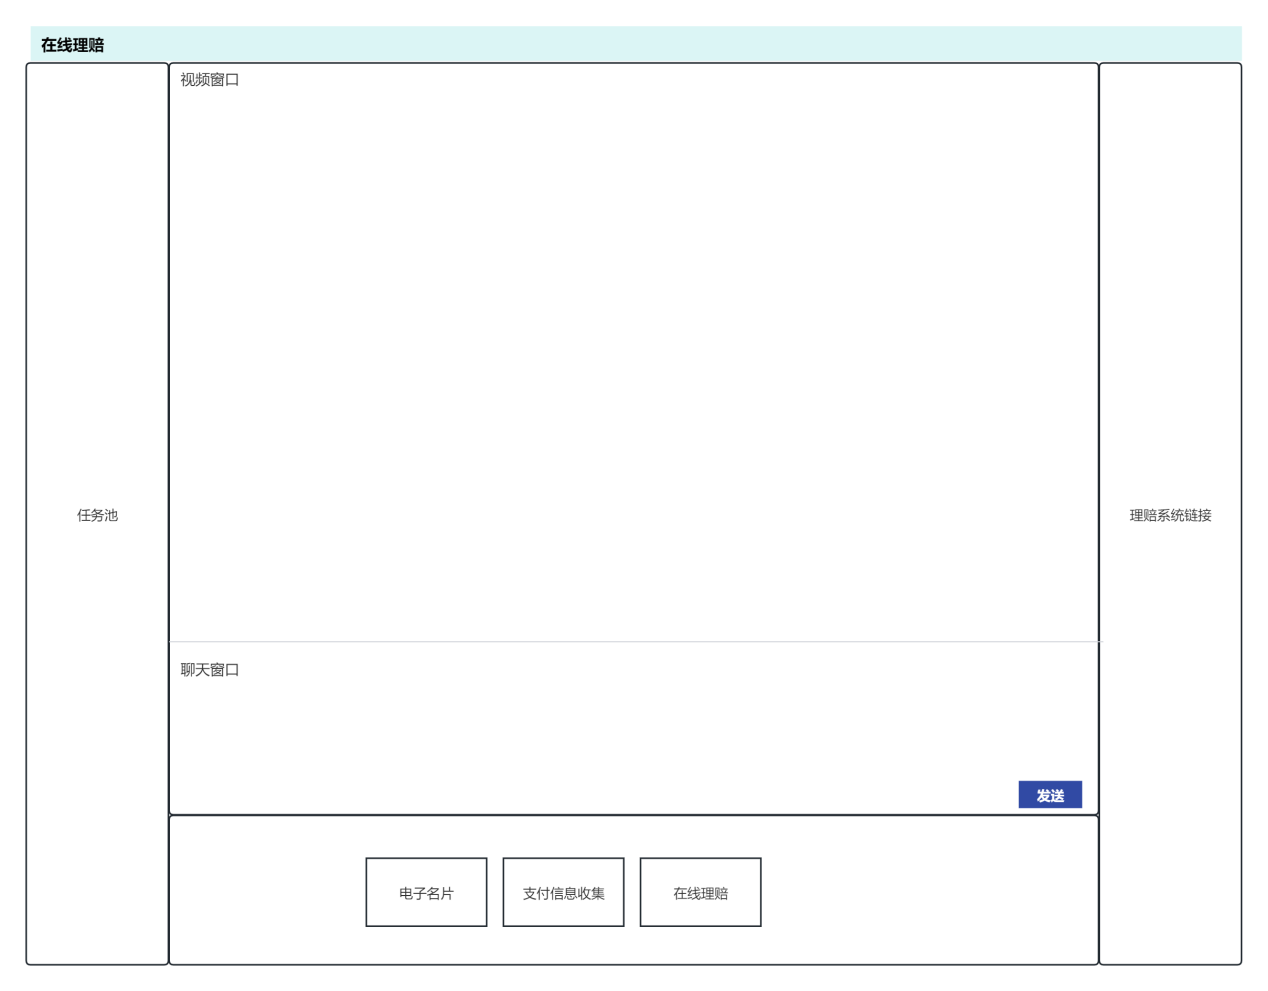 在线理赔
视频窗口
任务池
理赔系统链接
聊天窗口
发送
电子名片
支付信息收集
在线理赔